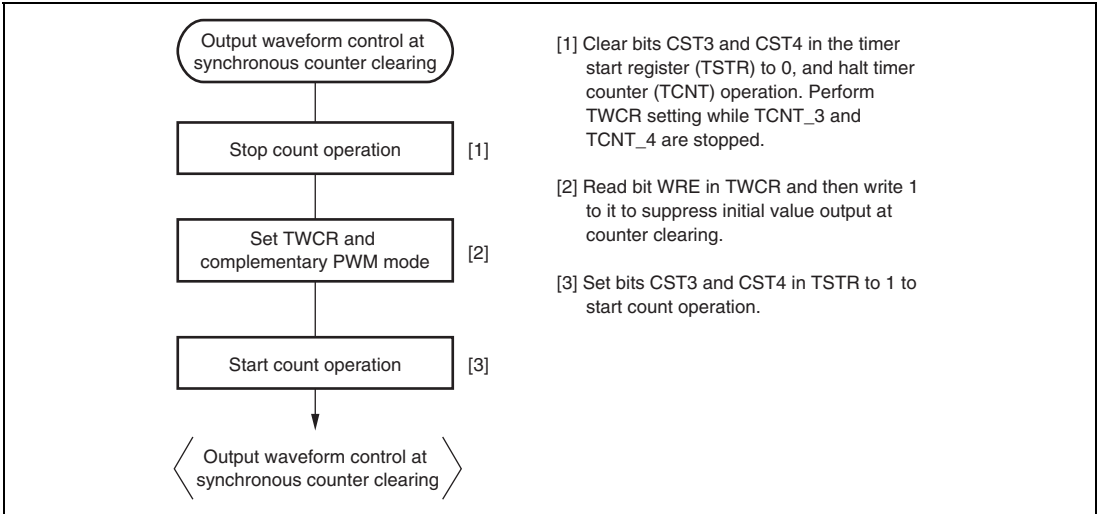 Output waveform control at
synchronous counter clearing
Stop count operation
[1]
Set TWCR and
complementary PWM mode
[2]
Start count operation
[3]
Output waveform control at
synchronous counter clearing
[1] Clear bits CST3 and CST4 in the timer
start register (TSTR) to 0, and halt timer
counter (TCNT) operation. Perform
TWCR setting while TCNT_3 and
TCNT_4 are stopped.
[2] Read bit WRE in TWCR and then write 1
to it to suppress initial value output at
counter clearing.
[3] Set bits CST3 and CST4 in TSTR to 1 to
start count operation.